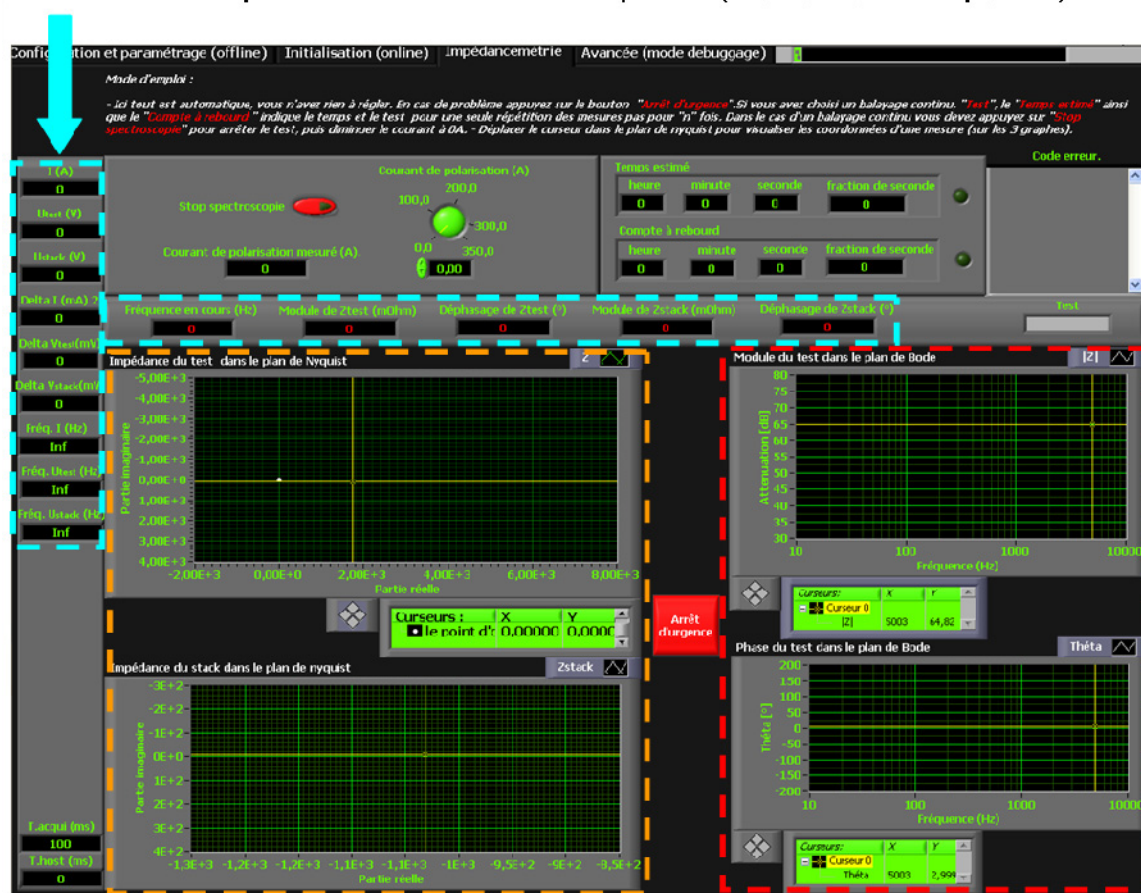 Configuration et paramétrage (offline) Initialisation (online) Impédancemétrie Avancée (mode debuggage)
Mode d'emploi :
- Ici tout est automatique, vous n'avez rien à régler. En cas de problème appuyez sur le bouton "Arrêt d'urgence".Si vous avez choisi un balayage continu. "Test", le "Temps estimé" ainsi
que le "Compte à rebourd" indique le temps et le test pour une seule répétition des mesures pas pour "n" fois. Dans le cas d'un balayage continu vous devez appuyez sur "Stop
spectroscopie" pour arrêter le test, puis diminuer le courant à 0A. - Déplacer le curseur dans le plan de nyquist pour visualiser les coordonnées d'une mesure (sur les 3 graphes).
I (A)
0
Utest (V)
0
Ustack (V)
0
Delta I (mA) 2
0
Delta Vtest(mV
0
Delta Vstack(mV
0
Fréq. I (Hz)
Inf
Fréq. Utest (Hz
Inf
Fréq. Ustack (Hz
Inf
T.acqui (ms)
100
T.host (ms)
0
Stop spectroscopie
Courant de polarisation (A)
200,0
100,0
300,0
0,0 350,0
0,00
Courant de polarisation mesuré (A).
0
Temps estimé
heure minute seconde fraction de seconde
0 0 0 0
Compte à rebourd
heure minute seconde fraction de seconde
0 0 0 0
Code erreur.
Test
Fréquence en cours (Hz) Module de Ztest (mOhm) Déphasage de Ztest (°) Module de Zstack (mOhm) Déphasage de Zstack (°)
0 0 0 0 0
Impédance du test dans le plan de Nyquist
Z
-5,00E+3
-4,00E+3
-3,00E+3
-2,00E+3
-1,00E+3
0,00E+0
1,00E+3
2,00E+3
3,00E+3
4,00E+3
Partie imaginaire
-2,00E+3 0,00E+0 2,00E+3 4,00E+3 6,00E+3 8,00E+3
Partie réelle
Curseurs : X Y
le point d'c 0,00000 0,0000
Arrêt
d'urgence
Impédance du stack dans le plan de nyquist
Zstack
-3E+2
-2E+2
0E+0
1E+2
2E+2
3E+2
4E+2
Partie imaginaire
-1,3E+3 -1,2E+3 -1,2E+3 -1,1E+3 -1,1E+3 -1E+3 -1E+3 -9,5E+2 -9E+2 -8,5E+2
Partie réelle
Module du test dans le plan de Bode
|Z|
80
75
70
65
60
55
50
45
40
35
30
Attenuation [dB]
10 100 1000 10000
Fréquence (Hz)
Curseurs: X Y
Curseur 0
|Z| 5003 64,82
Phase du test dans le plan de Bode
Thêta
200
150
100
50
0
-50
-100
-150
-200
Thêta [°]
10 100 1000 10000
Fréquence (Hz)
Curseurs: X Y
Curseur 0
Thêta 5003 2,999